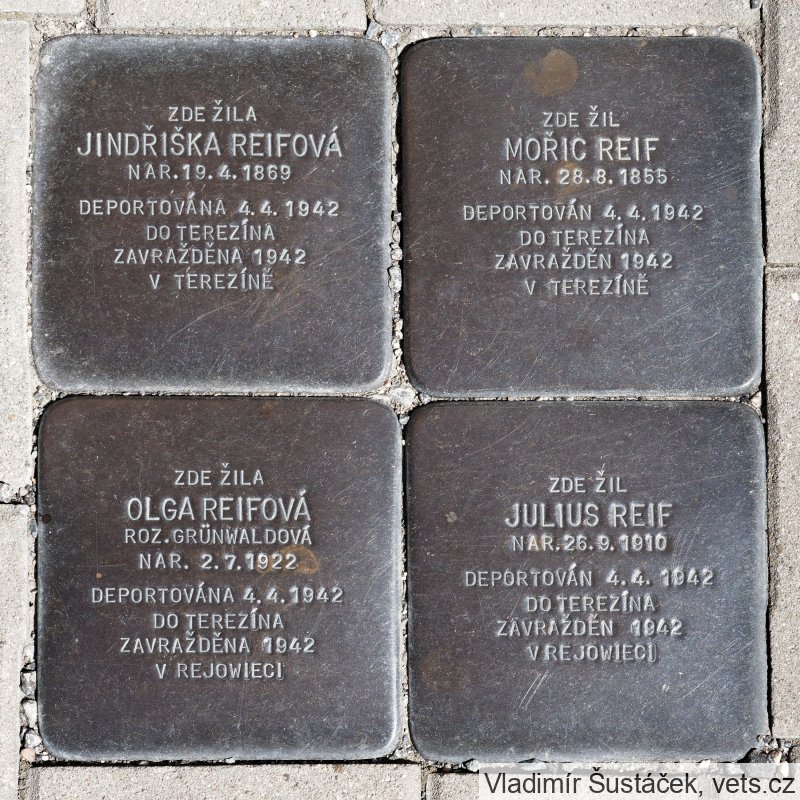 ZDE ŽILA
JINDŘIŠKA REIFOVÁ
NAR. 19. 4. 1869
DEPORTOVÁNA 4. 4. 1942
DO TEREZÍNA
ZAVRAŽDĚNA 1942
V TEREZÍNĚ
ZDE ŽIL
MOŘIC REIF
NAR. 28. 8. 1855
DEPORTOVÁN 4. 4. 1942
DO TEREZÍNA
ZAVRAŽDĚN 1942
V TEREZÍNĚ
ZDE ŽILA
OLGA REIFOVÁ
ROZ. GRÜNWALDOVÁ
NAR. 2. 7. 1922
DEPORTOVÁNA 4. 4. 1942
DO TEREZÍNA
ZAVRAŽDĚNA 1942
V REJOWIECI
ZDE ŽIL
JULIUS REIF
NAR. 26. 9. 1910
DEPORTOVÁN 4. 4. 1942
DO TEREZÍNA
ZAVRAŽDĚN 1942
V REJOWIECI
Vladimír Šustáček, vets.cz